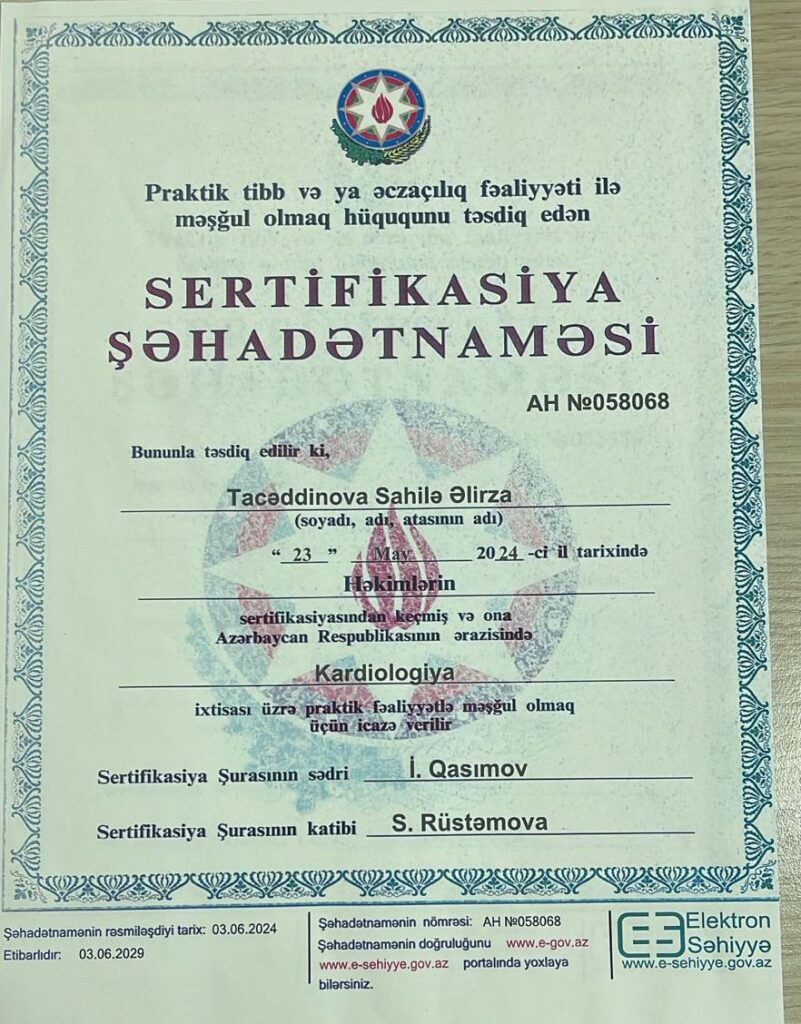 Praktik tibb və ya əczaçılıq fəaliyyəti ilə
məşğul olmaq hüququnu təsdiq edən
SERTİFİKASİYA
ŞƏHADƏTNAMƏSİ
AH №058068
Bununla təsdiq edilir ki,
Tacəddinova Sahilə Əlirza
(soyadı, adı, atasının adı)
“ 23 ” May 2024 -ci il tarixində
Həkimlərin
sertifikasiyasından keçmiş və ona
Azərbaycan Respublikasının ərazisində
Kardiologiya
ixtisası üzrə praktik fəaliyyətlə məşğul olmaq
üçün icazə verilir
Sertifikasiya Şurasının sədri İ. Qasımov
Sertifikasiya Şurasının katibi S. Rüstəmova
Şəhadətnamənin rəsmiləşdiyi tarix: 03.06.2024
Etibarlıdır: 03.06.2029
Şəhadətnamənin nömrəsi: AH №058068
Şəhadətnamənin doğruluğunu www.e-gov.az
www.e-sehiyye.gov.az portalında yoxlaya
bilərsiniz.
Elektron
Səhiyyə
www.e-sehiyye.gov.az